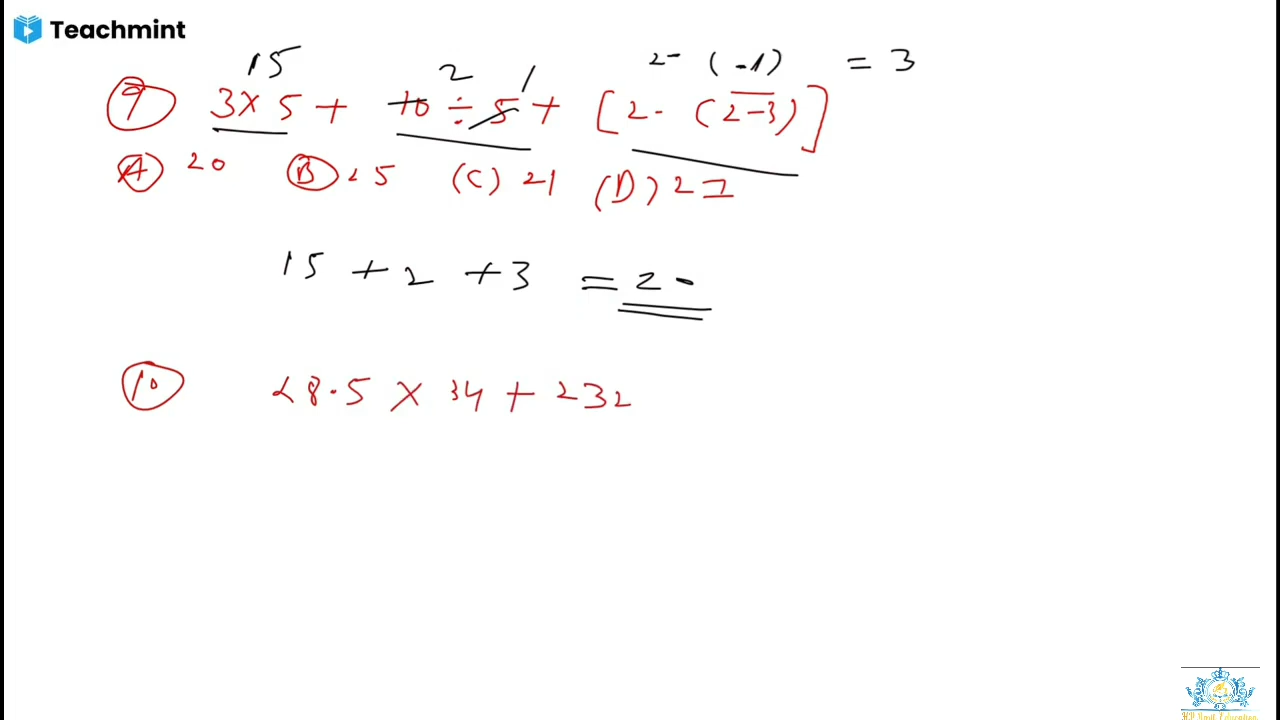 Teachmint
15 2 1 2- (-1) = 3
9 3 × 5 + 10 ÷ 5 + [2 - (2-3)]
(A) 20 (B) 25 (C) 21 (D) 27
15 + 2 + 3 = 20
10 28.5 × 34 + 232